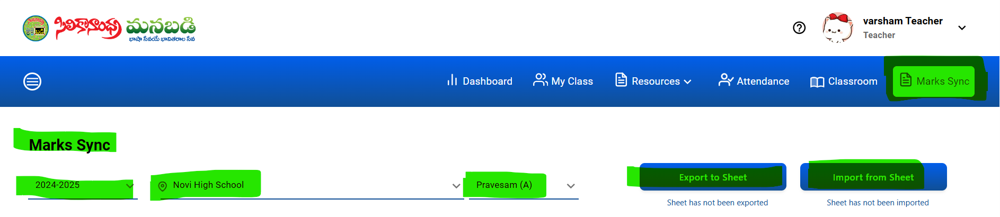 సిలికానాంధ్ర మనబడి
భాషా సేవయే భావితరాల సేవ
varsham Teacher
Teacher
Dashboard My Class Resources Attendance Classroom Marks Sync
Marks Sync
2024-2025 Novi High School Pravesam (A) Export to Sheet Import from Sheet
Sheet has not been exported Sheet has not been imported